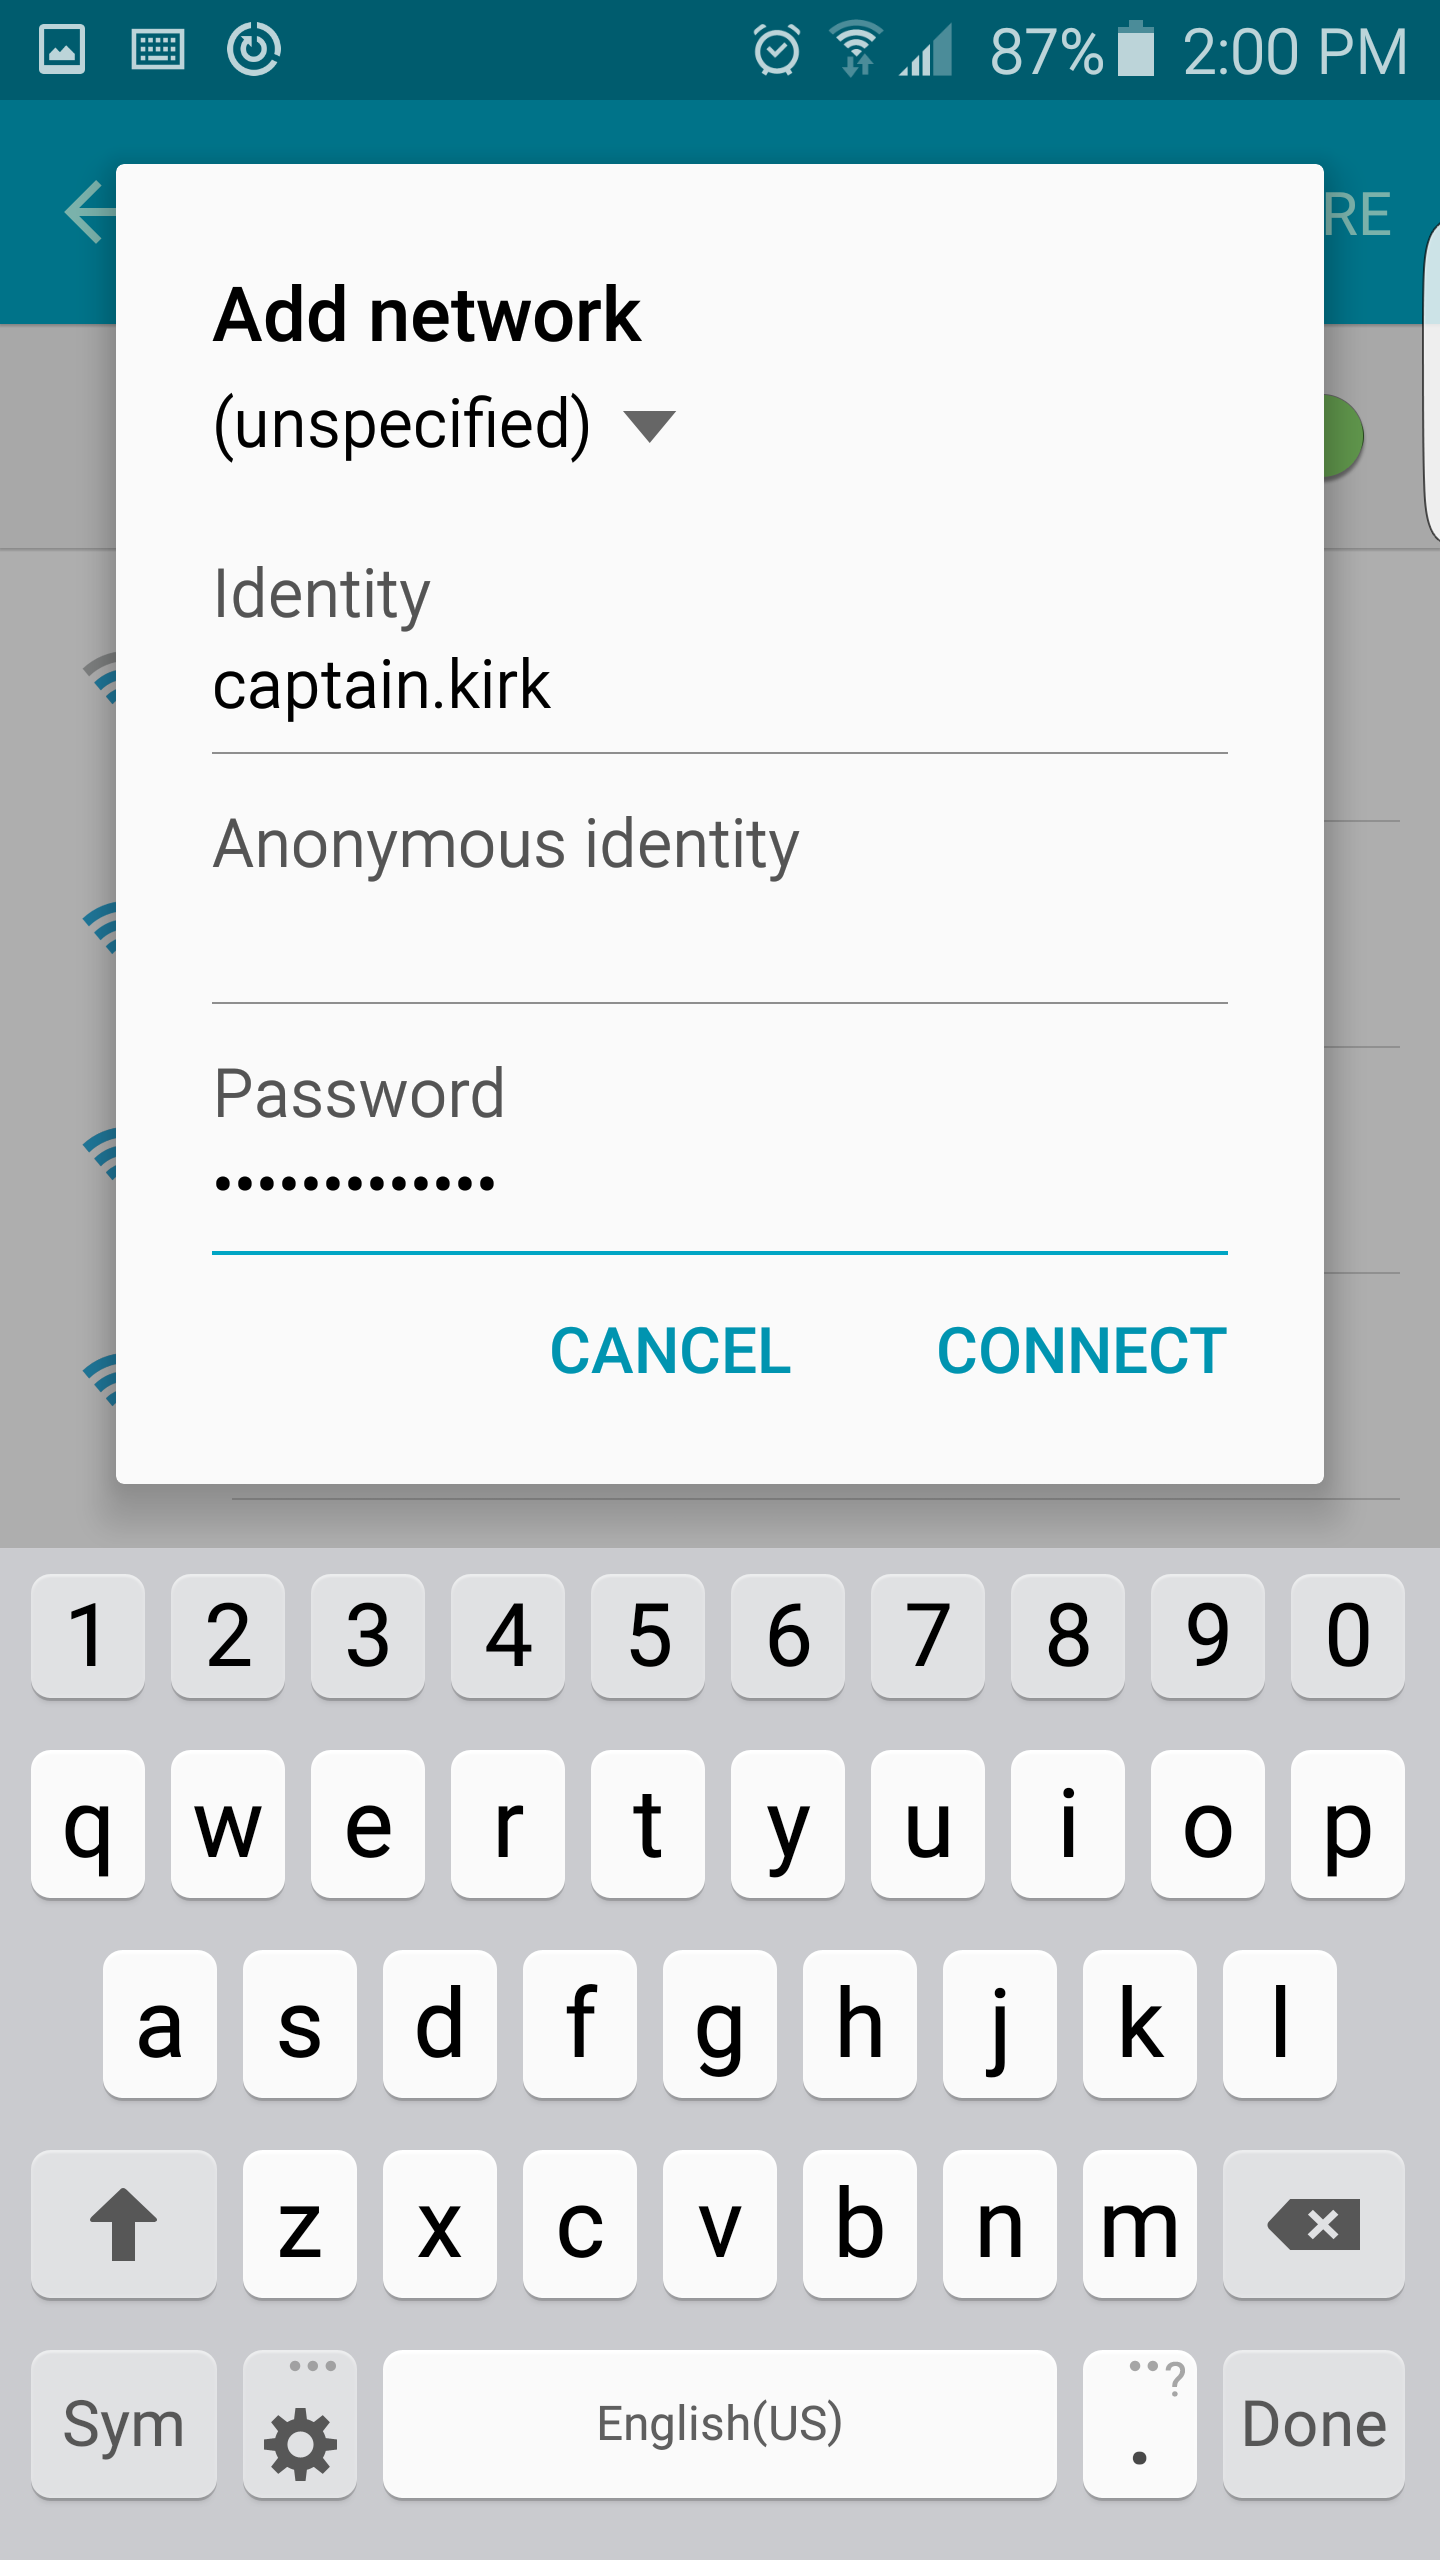 87% 2:00 PM
RE
Add network
(unspecified)
Identity
captain.kirk
Anonymous identity
Password
•••••••••••••
CANCEL CONNECT
1 2 3 4 5 6 7 8 9 0
q w e r t y u i o p
a s d f g h j k l
z x c v b n m
Sym English(US) . ? Done